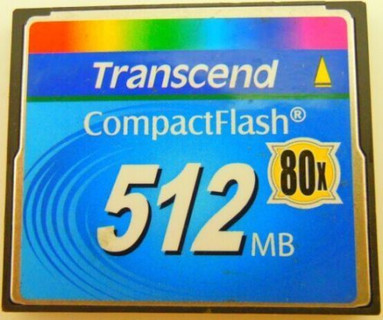 Transcend
CompactFlash®
80x
512 MB